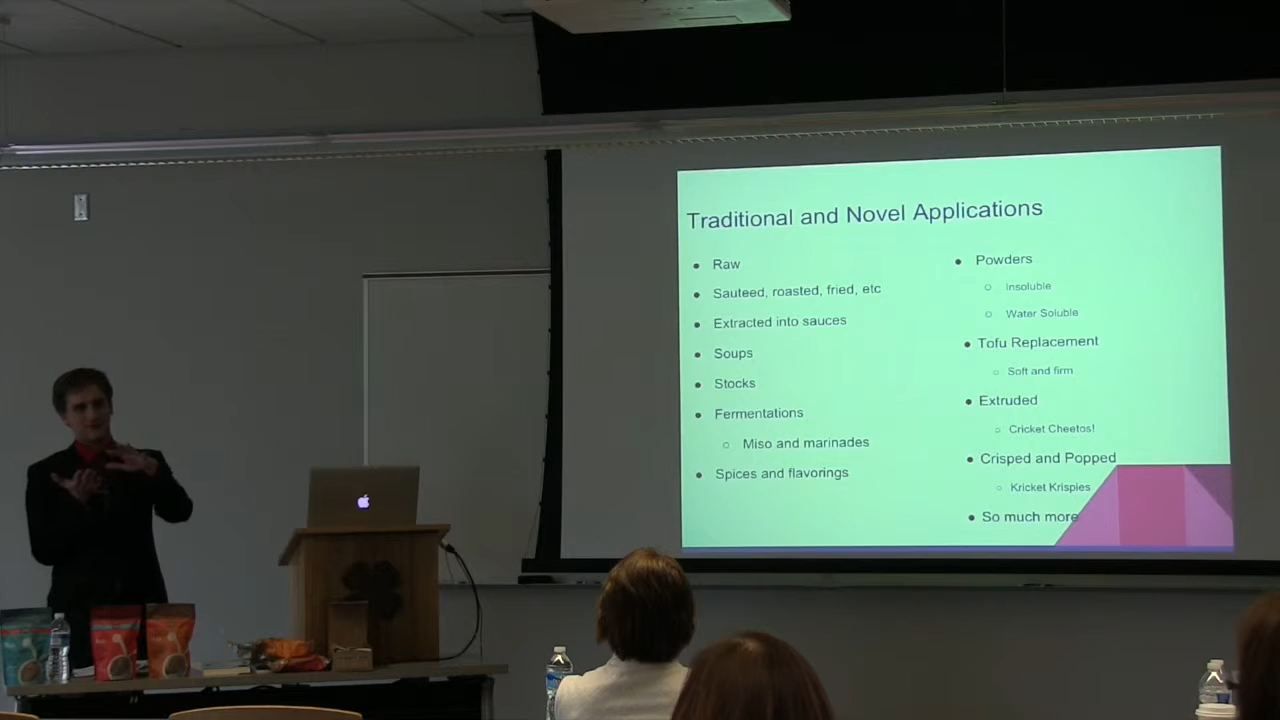 Traditional and Novel Applications
Raw
Sauteed, roasted, fried, etc
Extracted into sauces
Soups
Stocks
Fermentations
Miso and marinades
Spices and flavorings
Powders
Insoluble
Water Soluble
Tofu Replacement
Soft and firm
Extruded
Cricket Cheetos!
Crisped and Popped
Kricket Krispies
So much more